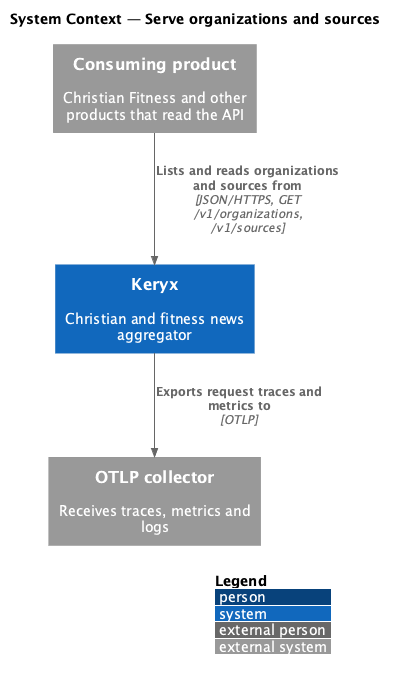 System Context — Serve organizations and sources
Consuming product
Christian Fitness and other
products that read the API
Lists and reads organizations
and sources from
[JSON/HTTPS, GET
/v1/organizations,
/v1/sources]
Keryx
Christian and fitness news
aggregator
Exports request traces and
metrics to
[OTLP]
OTLP collector
Receives traces, metrics and
logs
Legend
person
system
external person
external system